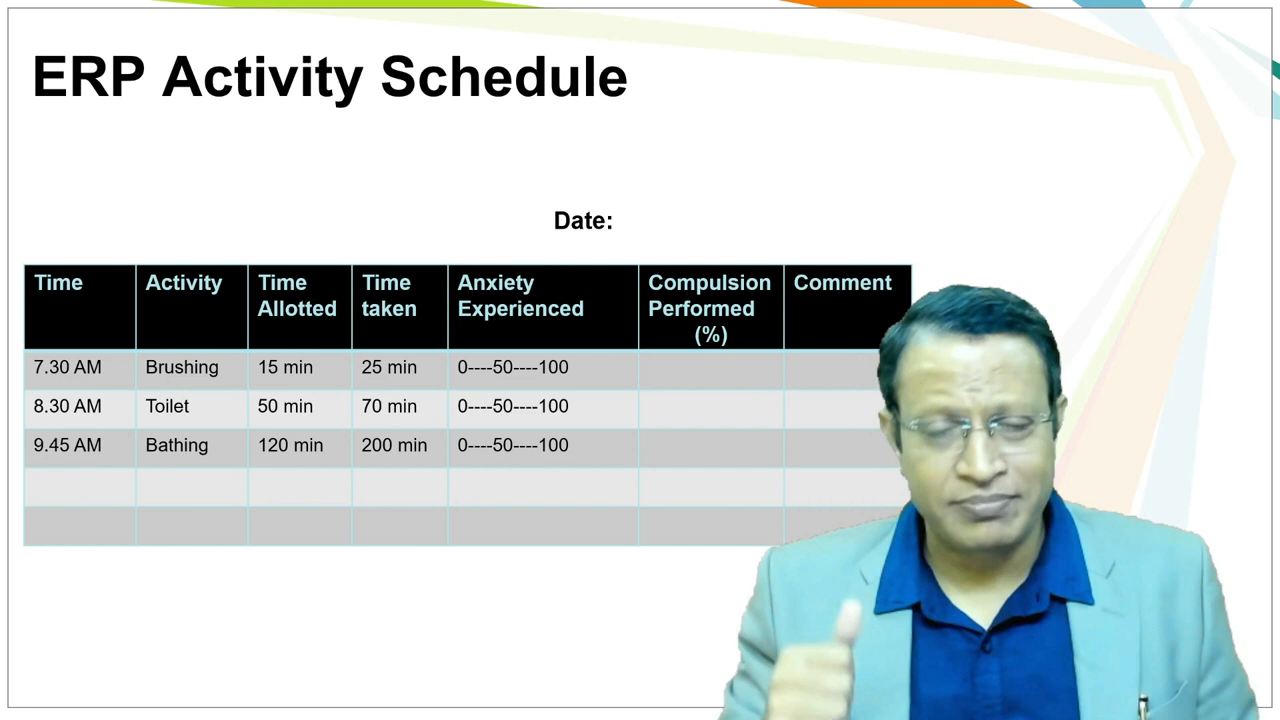 ERP Activity Schedule
Date:
Time Activity Time Allotted Time taken Anxiety Experienced Compulsion Performed (%) Comment
7.30 AM Brushing 15 min 25 min 0----50----100
8.30 AM Toilet 50 min 70 min 0----50----100
9.45 AM Bathing 120 min 200 min 0----50----100